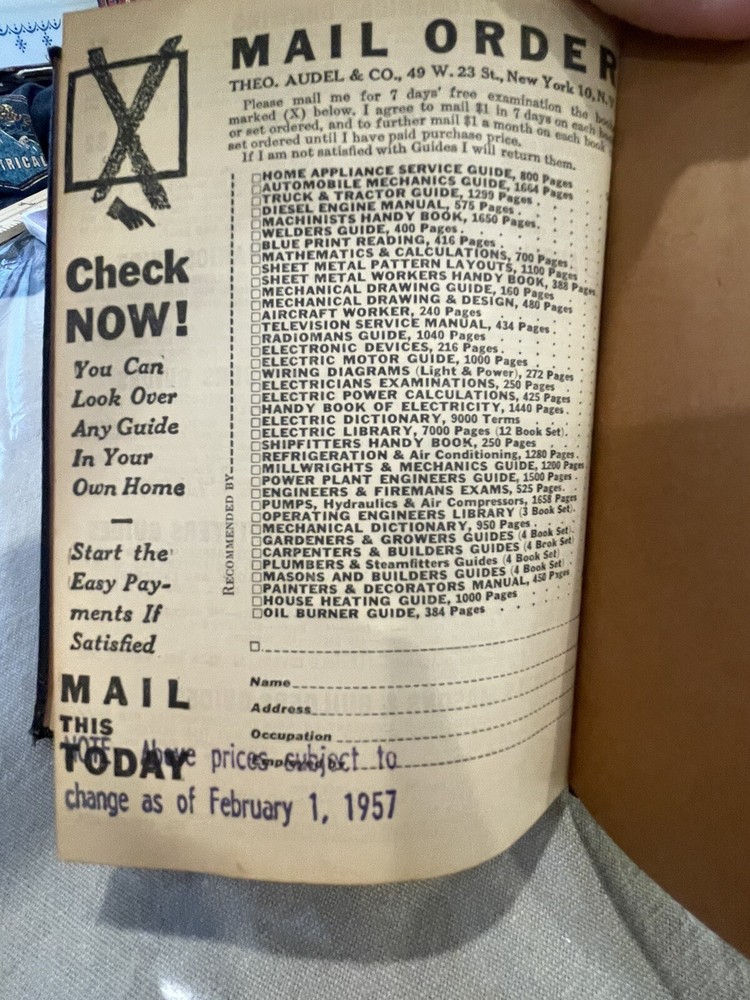 MAIL ORDER
THEO. AUDEL & CO., 49 W. 23 St., New York 10, N.Y.
Please mail me for 7 days' free examination the
marked (X) below. I agree to mail $1 in 7 days on each
or set ordered, and to further mail $1 a month on each book
set ordered until I have paid purchase price.
If I am not satisfied with Guides I will return them.
Check
NOW!
You Can
Look Over
Any Guide
In Your
Own Home
—
Start the
Easy Pay-
ments If
Satisfied
MAIL
THIS
TODAY
RECOMMENDED BY
□HOME APPLIANCE SERVICE GUIDE, 800 Pages
□AUTOMOBILE MECHANICS GUIDE, 1664 Pages
□TRUCK & TRACTOR GUIDE, 1299 Pages
□DIESEL ENGINE MANUAL, 575 Pages
□MACHINISTS HANDY BOOK, 1650 Pages
□WELDERS GUIDE, 400 Pages
□BLUE PRINT READING, 416 Pages
□MATHEMATICS & CALCULATIONS, 700 Pages
□SHEET METAL PATTERN LAYOUTS, 1100 Pages
□SHEET METAL WORKERS HANDY BOOK, 388 Pages
□MECHANICAL DRAWING GUIDE, 160 Pages
□MECHANICAL DRAWING & DESIGN, 480 Pages
□AIRCRAFT WORKER, 240 Pages
□TELEVISION SERVICE MANUAL, 434 Pages
□RADIOMANS GUIDE, 1040 Pages
□ELECTRONIC DEVICES, 216 Pages
□ELECTRIC MOTOR GUIDE, 1000 Pages
□WIRING DIAGRAMS (Light & Power), 272 Pages
□ELECTRICIANS EXAMINATIONS, 250 Pages
□ELECTRIC POWER CALCULATIONS, 425 Pages
□HANDY BOOK OF ELECTRICITY, 1440 Pages
□ELECTRIC DICTIONARY, 9000 Terms
□ELECTRIC LIBRARY, 7000 Pages (12 Book Set)
□SHIPFITTERS HANDY BOOK, 250 Pages
□REFRIGERATION & Air Conditioning, 1280 Pages
□MILLWRIGHTS & MECHANICS GUIDE, 1200 Pages
□POWER PLANT ENGINEERS GUIDE, 1500 Pages
□ENGINEERS & FIREMANS EXAMS, 525 Pages
□PUMPS, Hydraulics & Air Compressors, 1658 Pages
□OPERATING ENGINEERS LIBRARY (3 Book Set)
□MECHANICAL DICTIONARY, 950 Pages
□GARDENERS & GROWERS GUIDES (4 Book Set)
□CARPENTERS & BUILDERS GUIDES (4 Book Set)
□PLUMBERS & Steamfitters Guides (4 Book Set)
□MASONS AND BUILDERS GUIDES (4 Book Set)
□PAINTERS & DECORATORS MANUAL, 450 Pages
□HOUSE HEATING GUIDE, 1000 Pages
□OIL BURNER GUIDE, 384 Pages
□
Name
Address
Occupation
Employed by
NOTE: Above prices subject to
change as of February 1, 1957